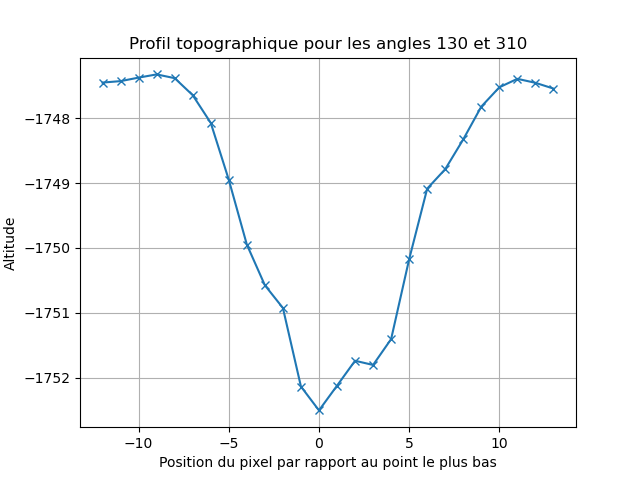 Profil topographique pour les angles 130 et 310
−1748
−1749
−1750
−1751
−1752
Altitude
−10 −5 0 5 10
Position du pixel par rapport au point le plus bas